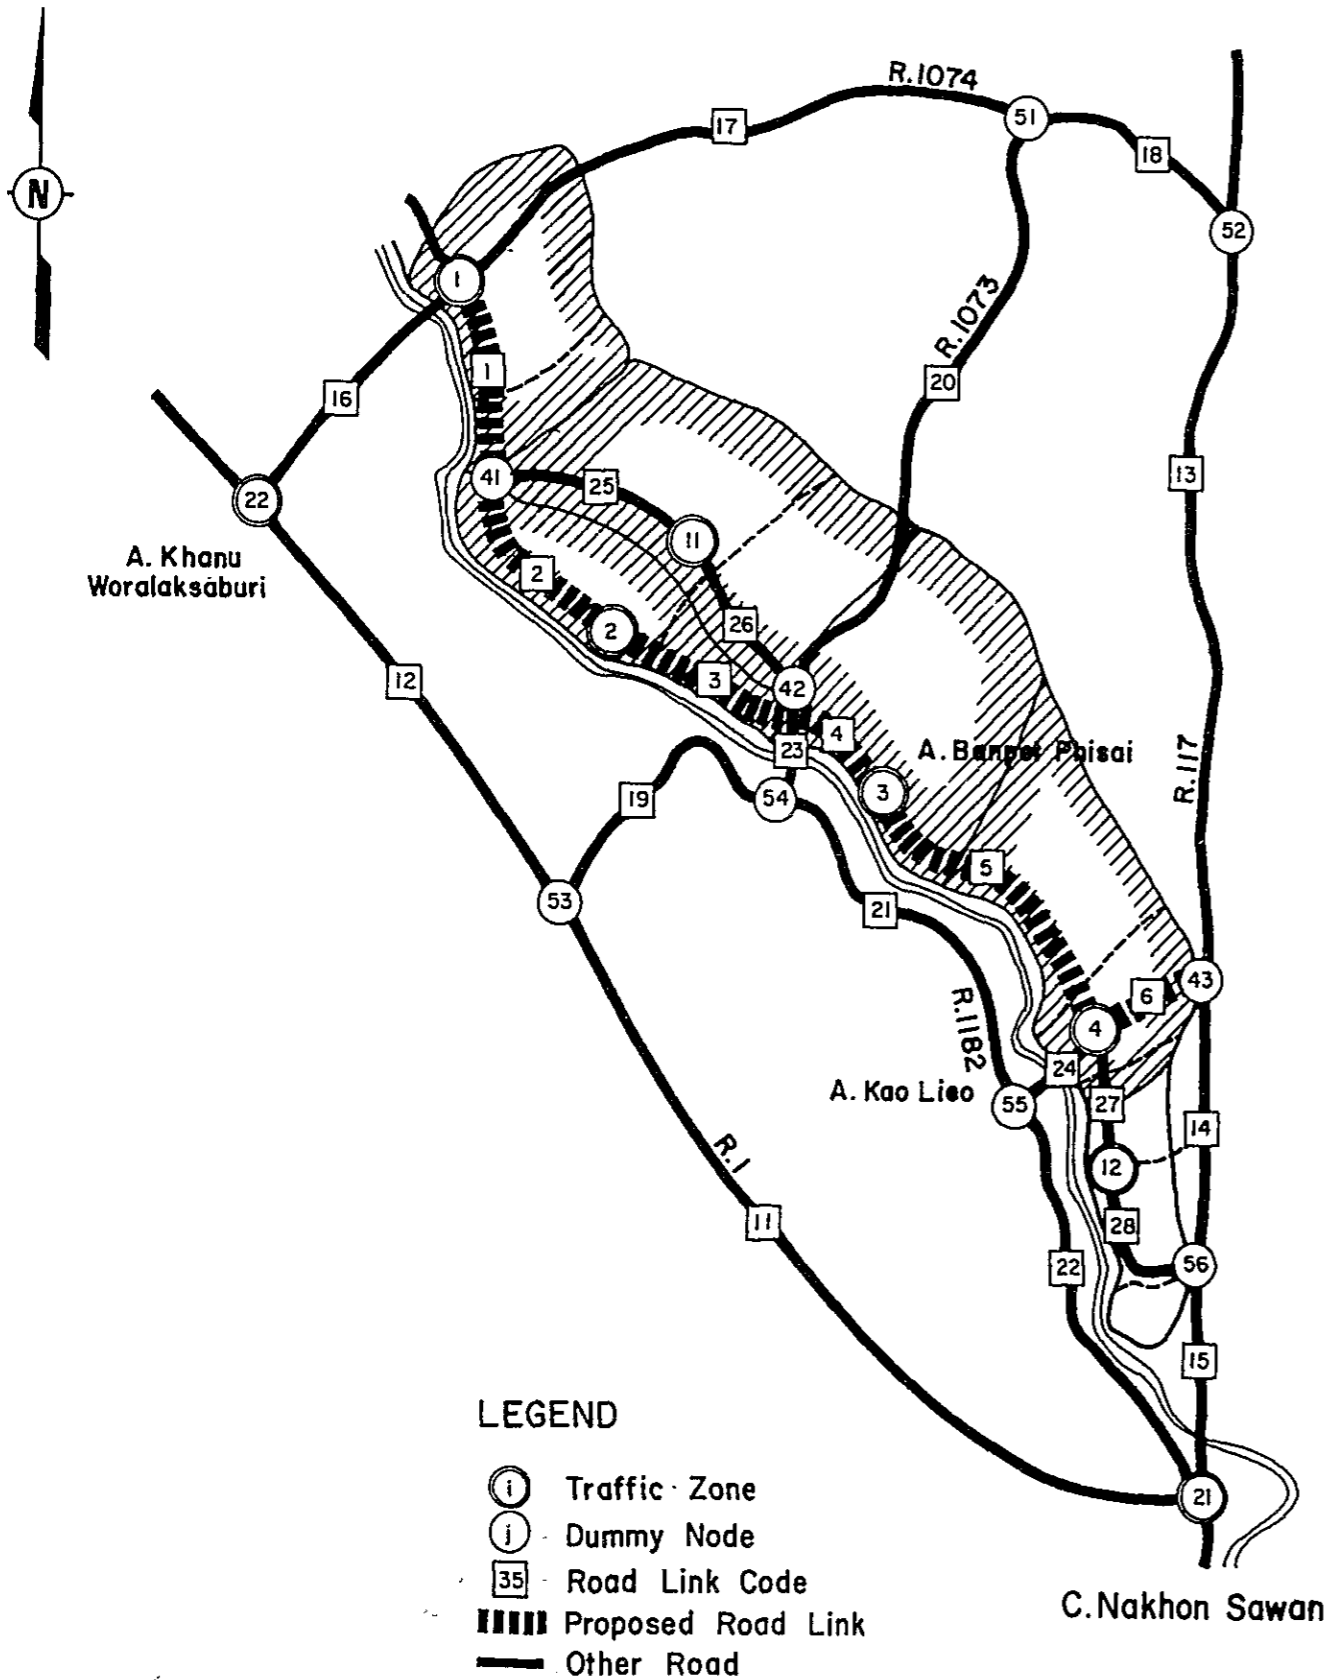 R.1074
51
17
18
N
52
1
R.1073
1
20
16
13
41
25
22
11
A. Khanu
Woralaksaburi
2
2
26
12
3
42
4
23
A. Banpot Phisai
R.117
3
19
54
5
53
21
43
6
R.1182
4
24
A. Kao Lieo
55
27
14
R.1
12
11
28
22
56
15
LEGEND
i Traffic Zone
j Dummy Node
35 Road Link Code
Proposed Road Link
Other Road
21
C. Nakhon Sawan